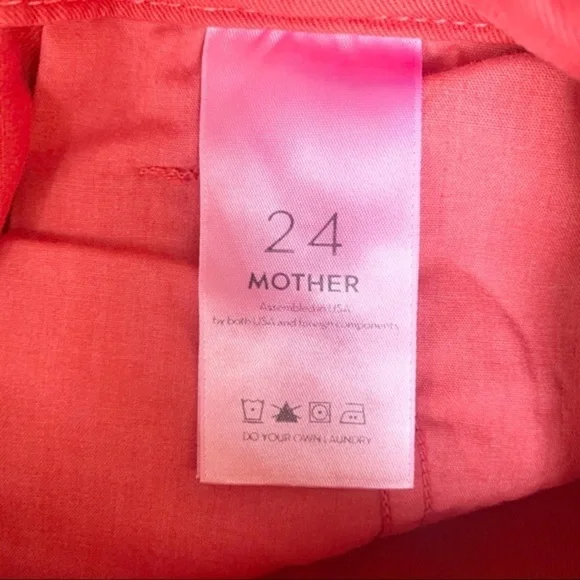 24
MOTHER
Assembled in USA
by both USA and foreign components
DO YOUR OWN LAUNDRY